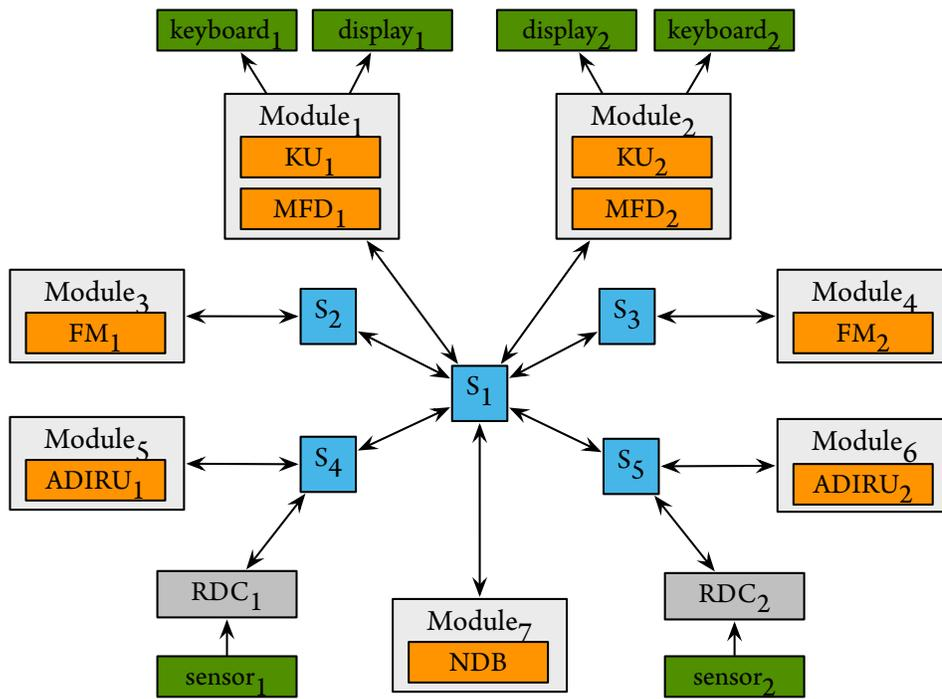 keyboard₁ display₁ display₂ keyboard₂
Module₁ Module₂
KU₁ KU₂
MFD₁ MFD₂
Module₃ S₂ S₃ Module₄
FM₁ FM₂
S₁
Module₅ S₄ S₅ Module₆
ADIRU₁ ADIRU₂
RDC₁ RDC₂
Module₇
NDB
sensor₁ sensor₂